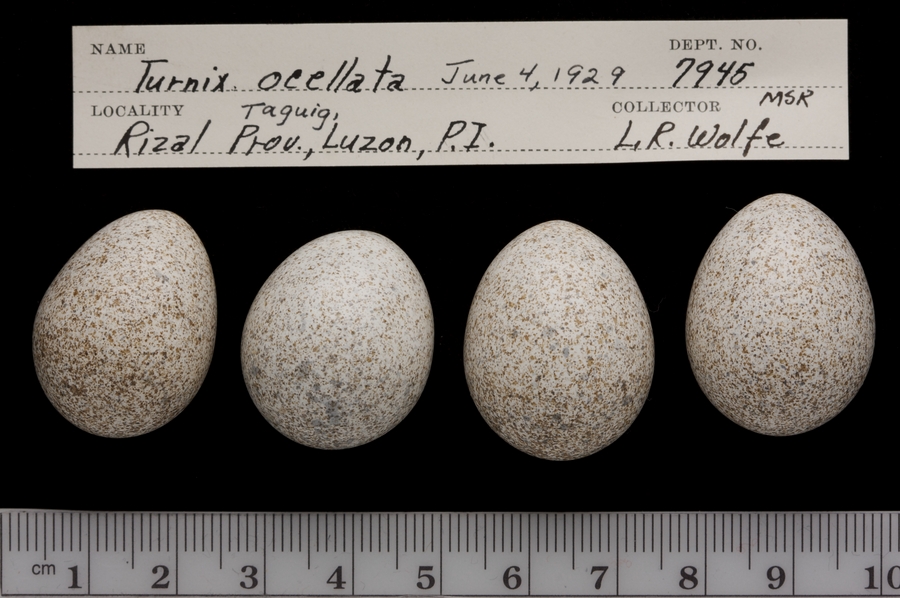 NAME DEPT. NO.
Turnix. ocellata June 4, 1929 7945
LOCALITY Taguig, COLLECTOR MSR
Rizal Prov., Luzon, P.I. L.R. Wolfe
cm 1 2 3 4 5 6 7 8 9 10